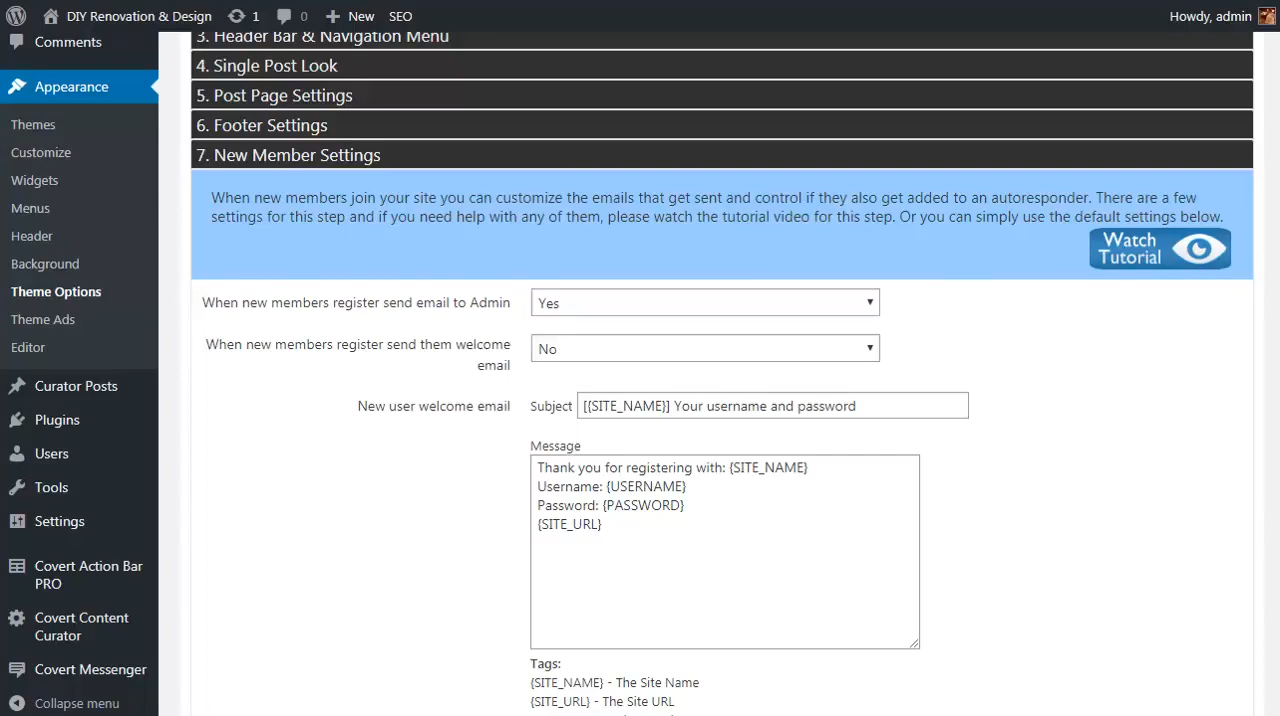 DIY Renovation & Design 1 0 New SEO Howdy, admin
Comments
Appearance
Themes
Customize
Widgets
Menus
Header
Background
Theme Options
Theme Ads
Editor
Curator Posts
Plugins
Users
Tools
Settings
Covert Action Bar
PRO
Covert Content
Curator
Covert Messenger
Collapse menu
3. Header Bar & Navigation Menu
4. Single Post Look
5. Post Page Settings
6. Footer Settings
7. New Member Settings
When new members join your site you can customize the emails that get sent and control if they also get added to an autoresponder. There are a few
settings for this step and if you need help with any of them, please watch the tutorial video for this step. Or you can simply use the default settings below.
Watch
Tutorial
When new members register send email to Admin Yes
When new members register send them welcome
email No
New user welcome email Subject [{SITE_NAME}] Your username and password
Message
Thank you for registering with: {SITE_NAME}
Username: {USERNAME}
Password: {PASSWORD}
{SITE_URL}
Tags:
{SITE_NAME} - The Site Name
{SITE_URL} - The Site URL